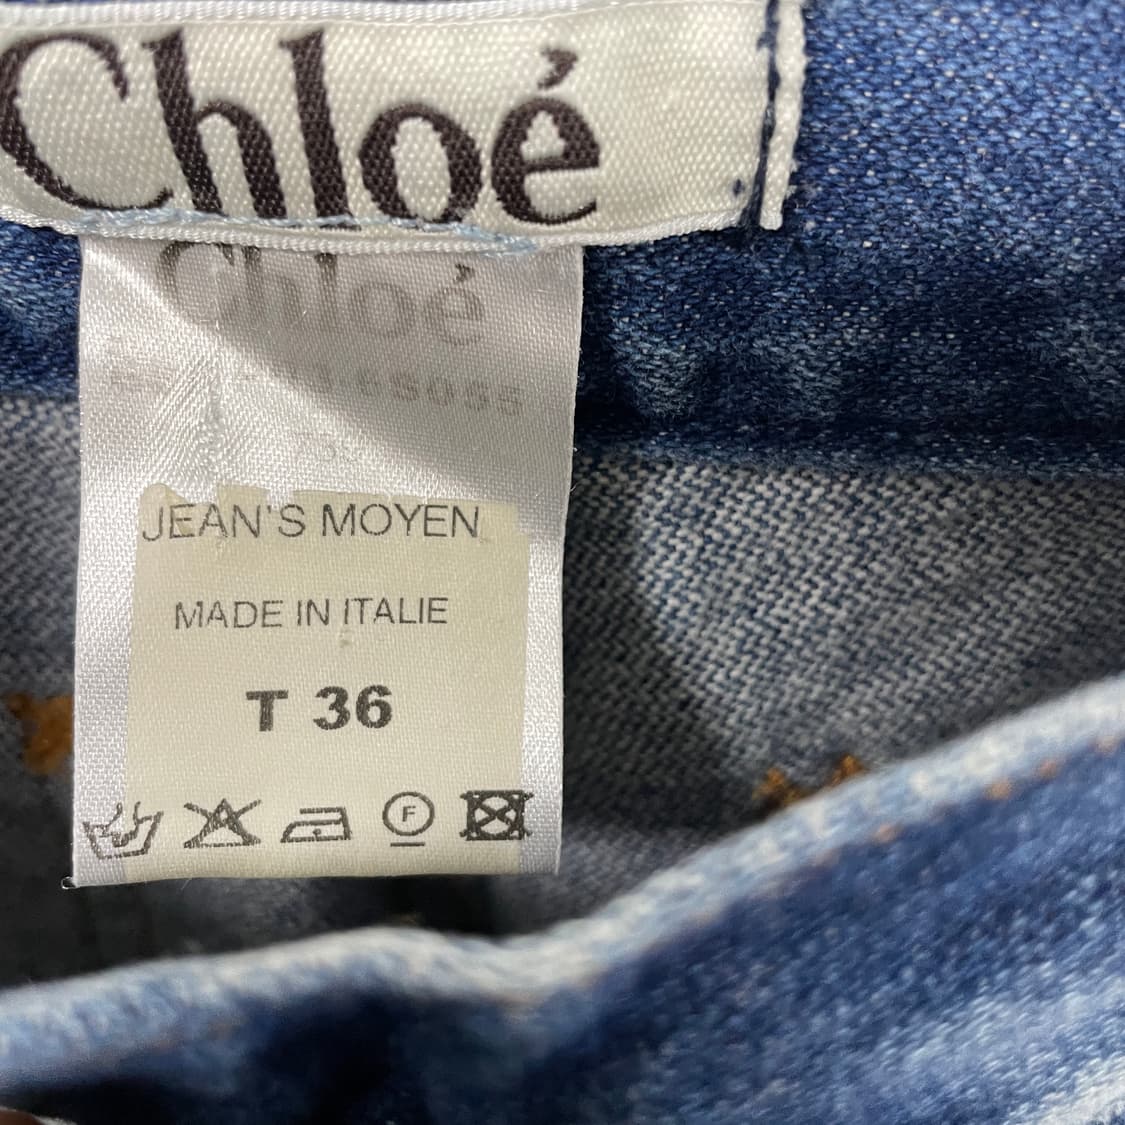 Chloé
Chloé
JEAN'S MOYEN
MADE IN ITALIE
T 36
F